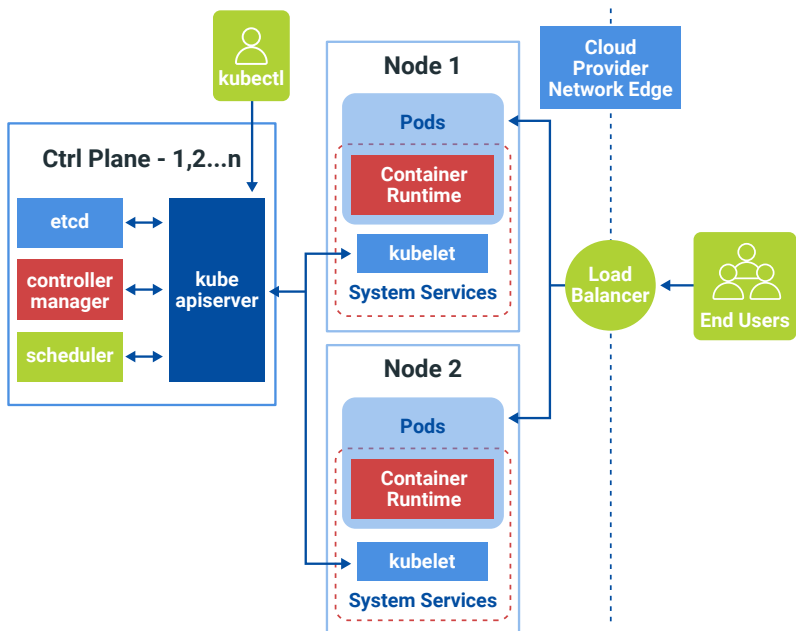 kubectl
Ctrl Plane - 1,2...n
etcd
controller
manager
scheduler
kube
apiserver
Node 1
Pods
Container
Runtime
kubelet
System Services
Node 2
Pods
Container
Runtime
kubelet
System Services
Cloud
Provider
Network Edge
Load
Balancer
End Users